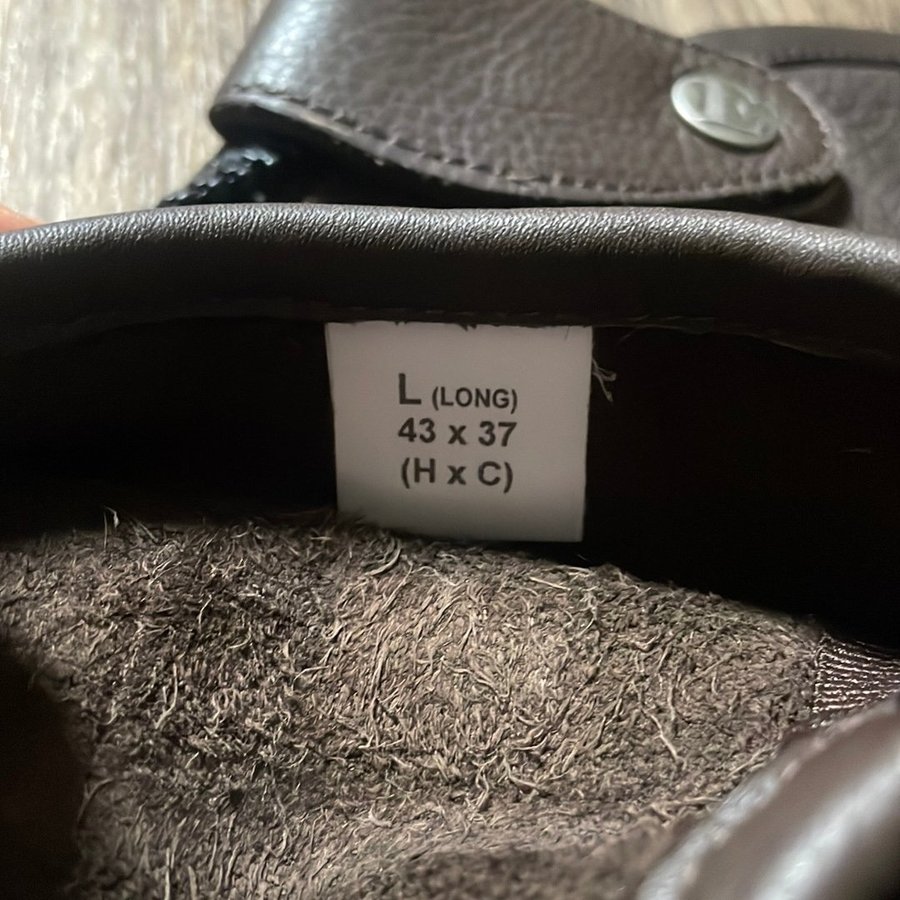 L (LONG)
43 x 37
(H x C)